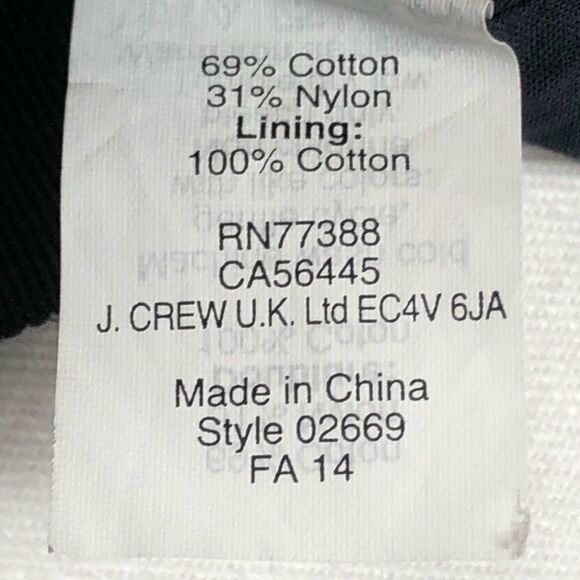 69% Cotton
31% Nylon
Lining:
100% Cotton
RN77388
CA56445
J. CREW U.K. Ltd EC4V 6JA
Made in China
Style 02669
FA 14